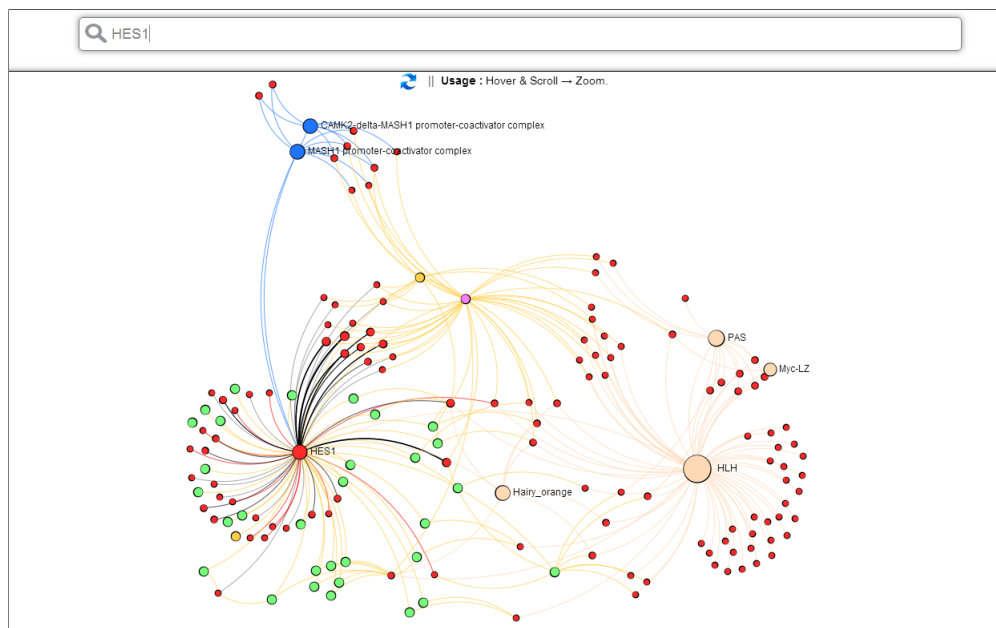 HES1
|| Usage : Hover & Scroll → Zoom.
CAMK2-delta-MASH1 promoter-coactivator complex
MASH1 promoter-coactivator complex
PAS
Myc-LZ
HES1
HLH
Hairy_orange